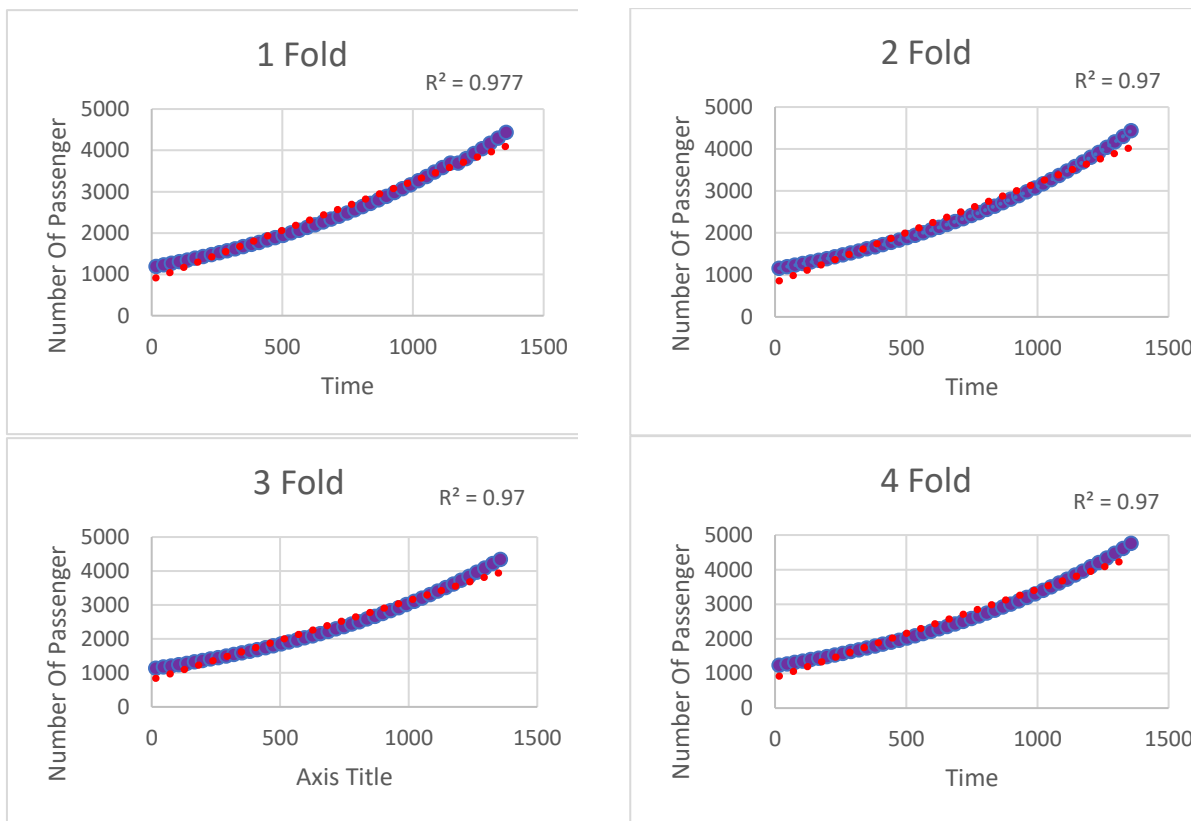 1 Fold
R² = 0.977
Number Of Passenger
5000
4000
3000
2000
1000
0
0 500 1000 1500
Time
2 Fold
R² = 0.97
Number Of Passenger
5000
4000
3000
2000
1000
0
0 500 1000 1500
Time
3 Fold
R² = 0.97
Number Of Passenger
5000
4000
3000
2000
1000
0
0 500 1000 1500
Axis Title
4 Fold
R² = 0.97
Number Of Passenger
5000
4000
3000
2000
1000
0
0 500 1000 1500
Time